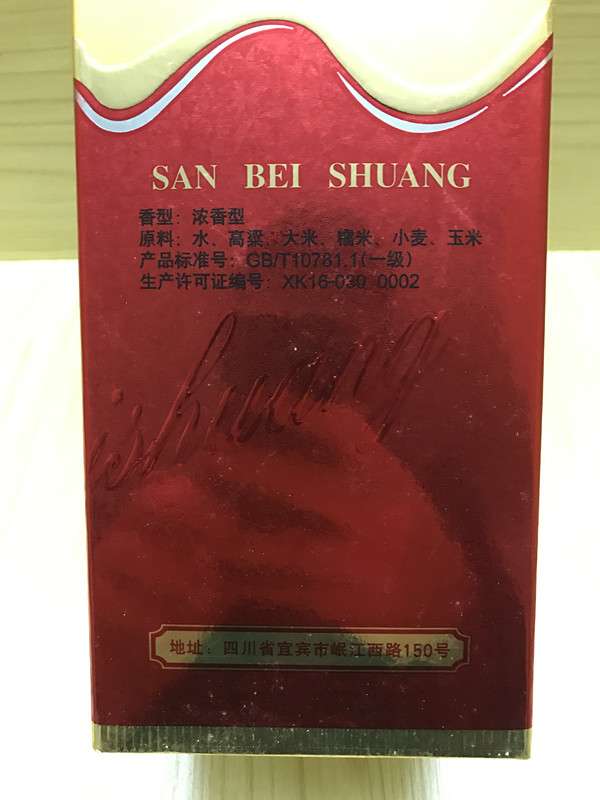 SAN BEI SHUANG
香型：浓香型
原料：水、高粱、大米、糯米、小麦、玉米
产品标准号：GB/T10781.1(一级)
生产许可证编号：XK16-030 0002
ishuang
地址：四川省宜宾市岷江西路150号